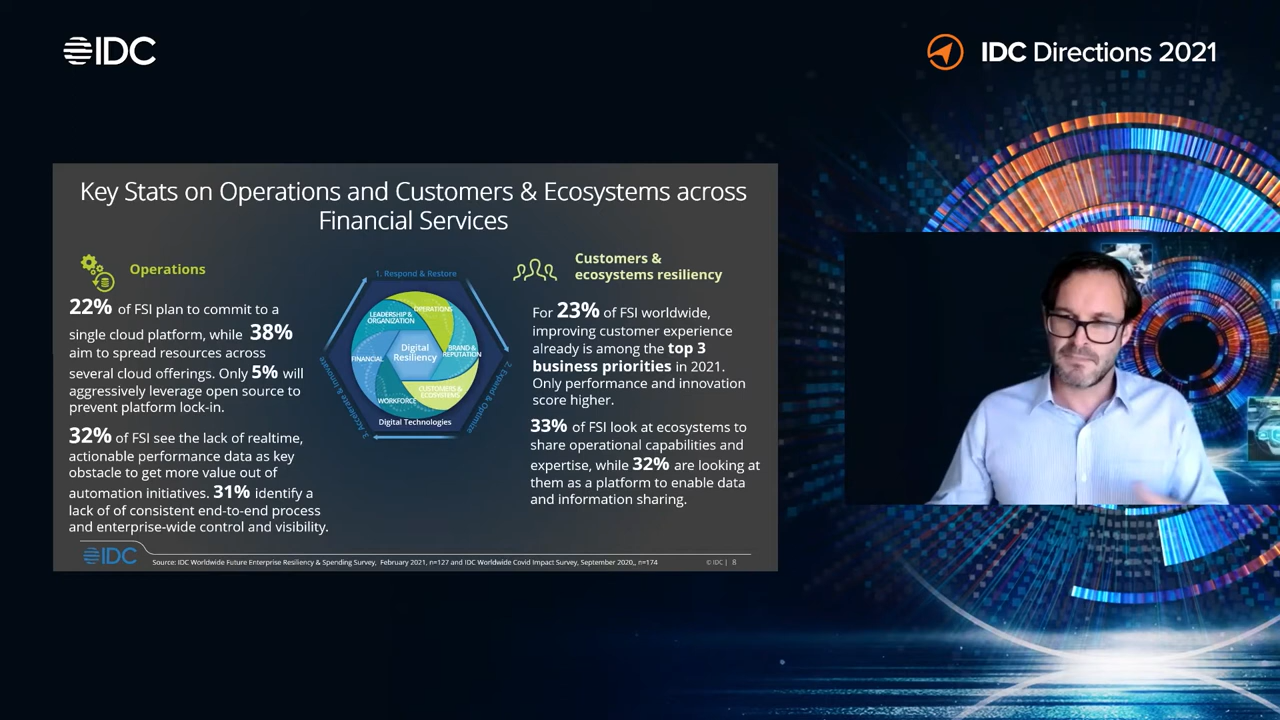 IDC
IDC Directions 2021
Key Stats on Operations and Customers & Ecosystems across
Financial Services
Operations
22% of FSI plan to commit to a
single cloud platform, while 38%
aim to spread resources across
several cloud offerings. Only 5% will
aggressively leverage open source to
prevent platform lock-in.
32% of FSI see the lack of realtime,
actionable performance data as key
obstacle to get more value out of
automation initiatives. 31% identify a
lack of of consistent end-to-end process
and enterprise-wide control and visibility.
1. Respond & Restore
2. Expand & Optimize
3. Accelerate Innovate
LEADERSHIP &
ORGANIZATION
OPERATIONS
FINANCIAL
Digital
Resiliency
BRAND &
REPUTATION
CUSTOMERS &
ECOSYSTEMS
WORKFORCE
Digital Technologies
Customers &
ecosystems resiliency
For 23% of FSI worldwide,
improving customer experience
already is among the top 3
business priorities in 2021.
Only performance and innovation
score higher.
33% of FSI look at ecosystems to
share operational capabilities and
expertise, while 32% are looking at
them as a platform to enable data
and information sharing.
IDC
Source: IDC Worldwide Future Enterprise Resiliency & Spending Survey, February 2021, n=127 and IDC Worldwide Covid Impact Survey, September 2020,, n=174
© IDC | 8